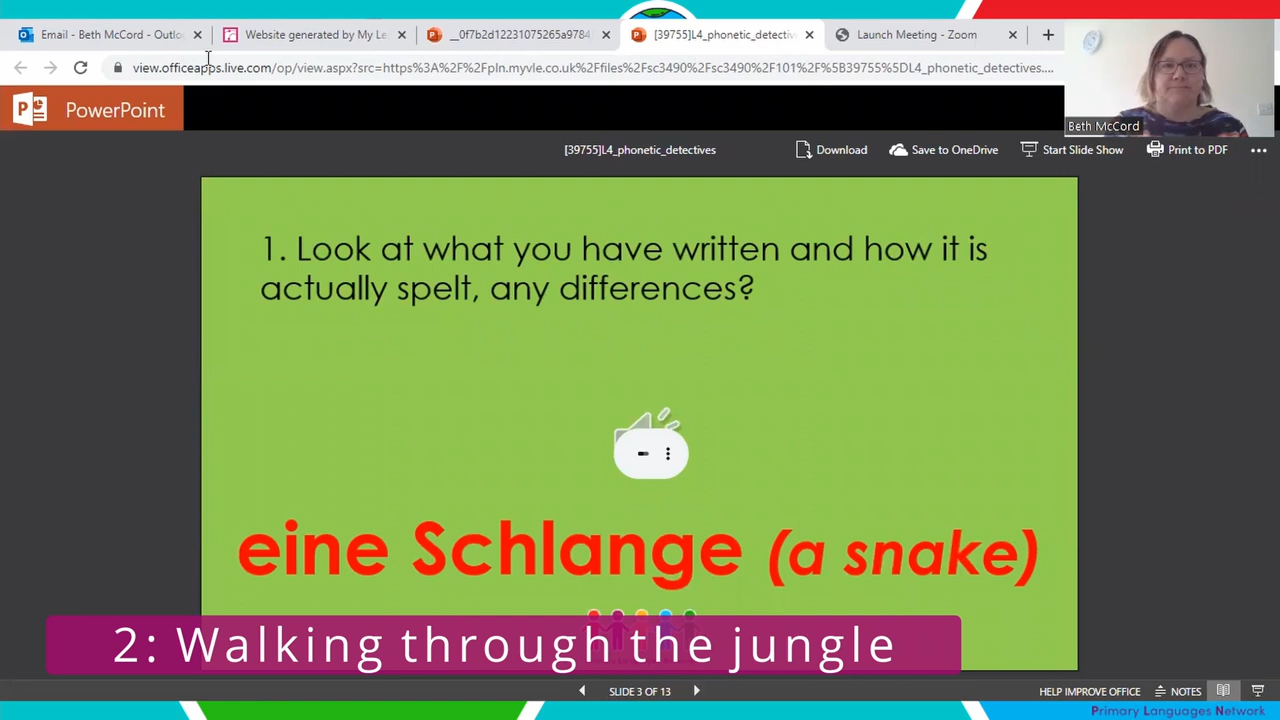 Email - Beth McCord - Outlo
Website generated by My Le
__0f7b2d12231075265a9784
[39755]L4_phonetic_detectiv
Launch Meeting - Zoom
view.officeapps.live.com/op/view.aspx?src=https%3A%2F%2Fpln.myvle.co.uk%2Ffiles%2Fsc3490%2Fsc3490%2F101%2F%5B39755%5DL4_phonetic_detectives....
PowerPoint
Beth McCord
[39755]L4_phonetic_detectives
Download
Save to OneDrive
Start Slide Show
Print to PDF
1. Look at what you have written and how it is
actually spelt, any differences?
eine Schlange (a snake)
2: Walking through the jungle
SLIDE 3 OF 13
HELP IMPROVE OFFICE
NOTES
Primary Languages Network